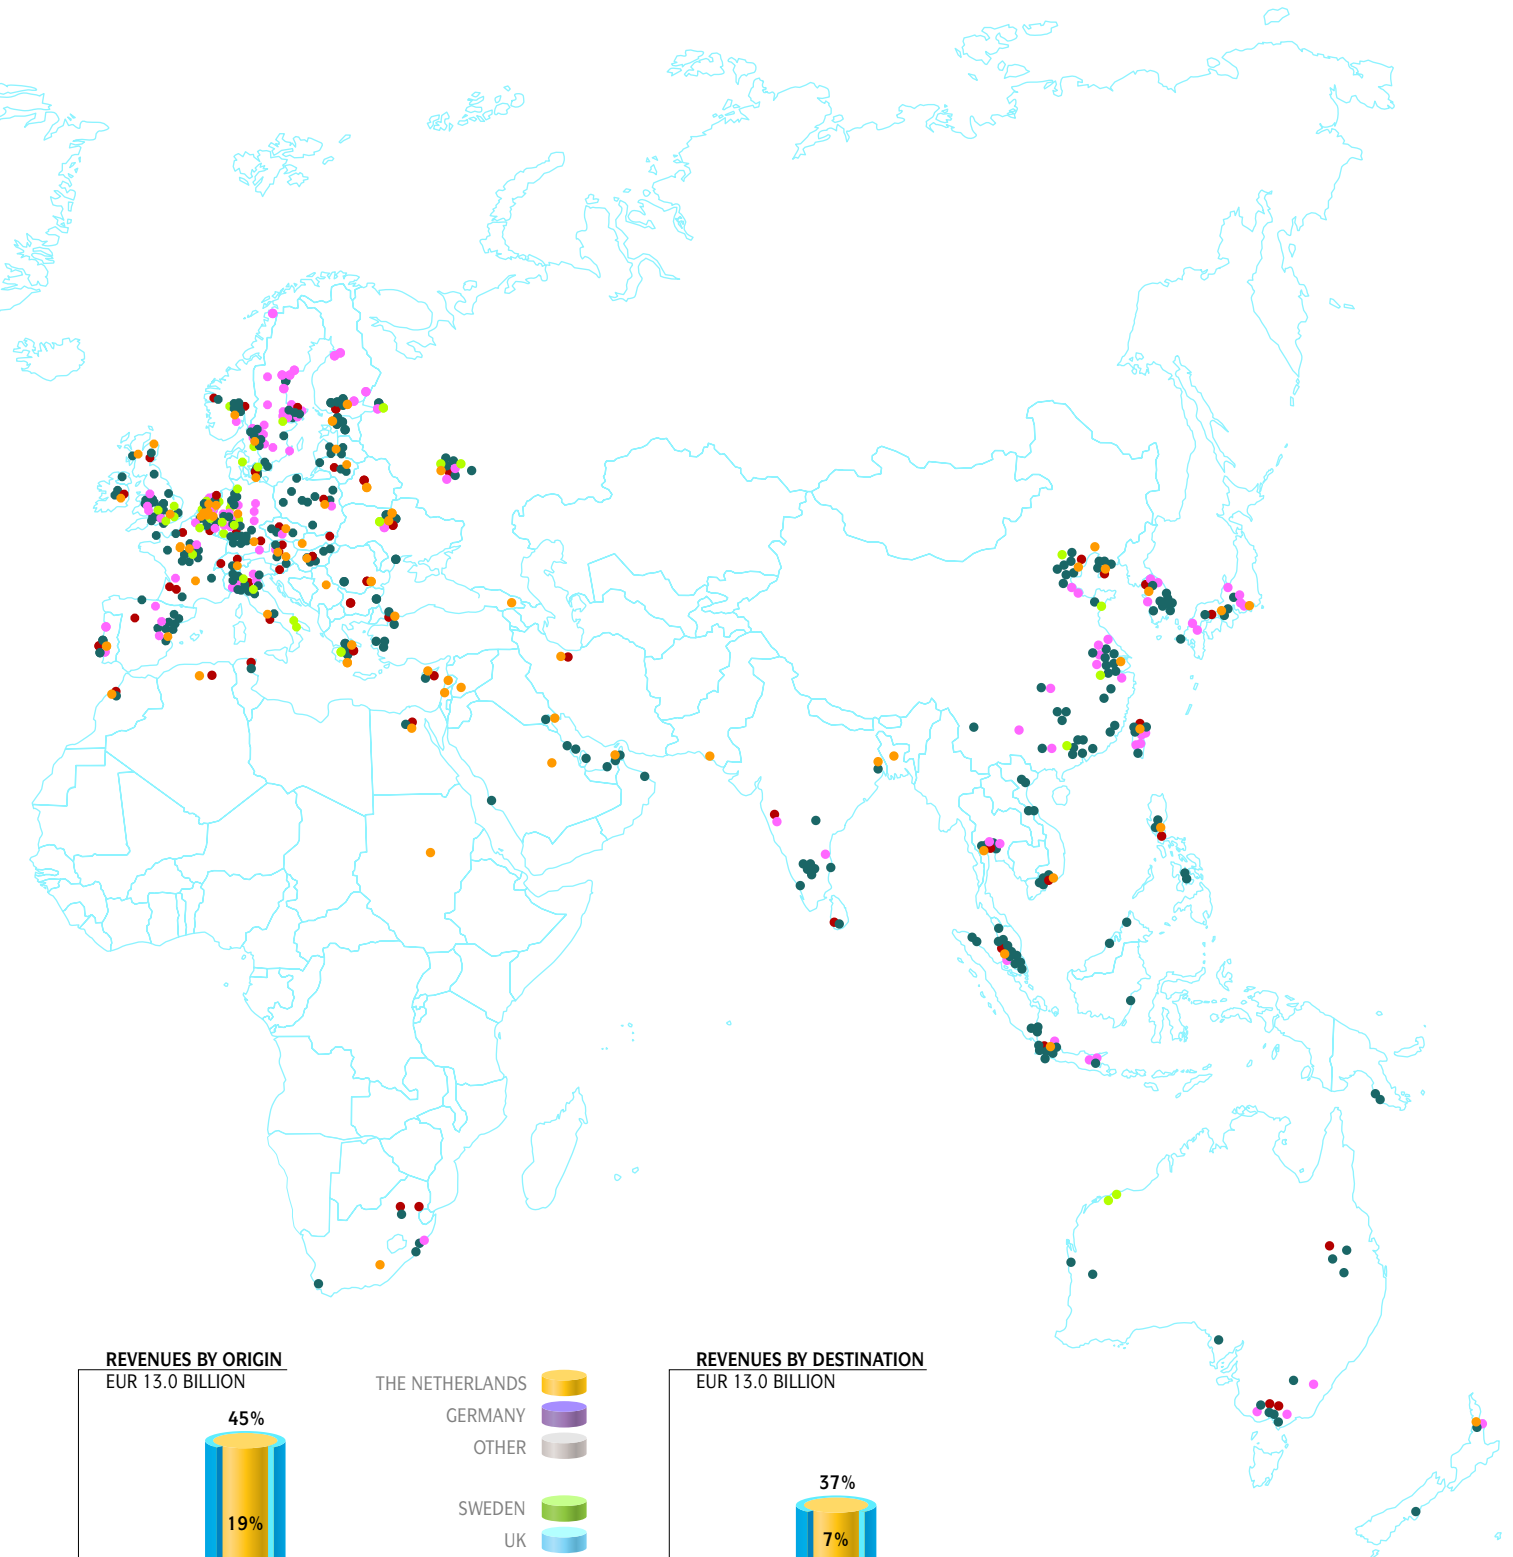 REVENUES BY ORIGIN
EUR 13.0 BILLION
45%
19%
THE NETHERLANDS
GERMANY
OTHER
SWEDEN
UK
REVENUES BY DESTINATION
EUR 13.0 BILLION
37%
7%